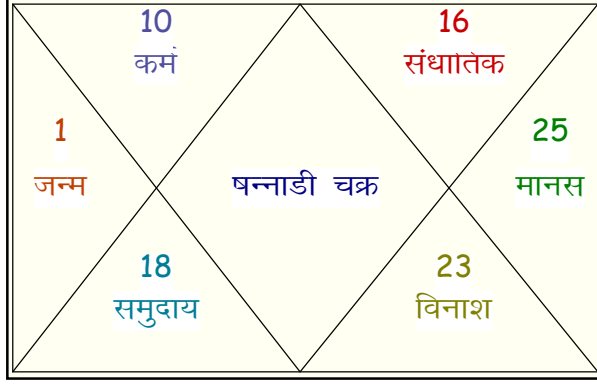 10
कर्म
16
संधातिक
1
जन्म
षन्नाडी चक्र
25
मानस
18
समुदाय
23
विनाश